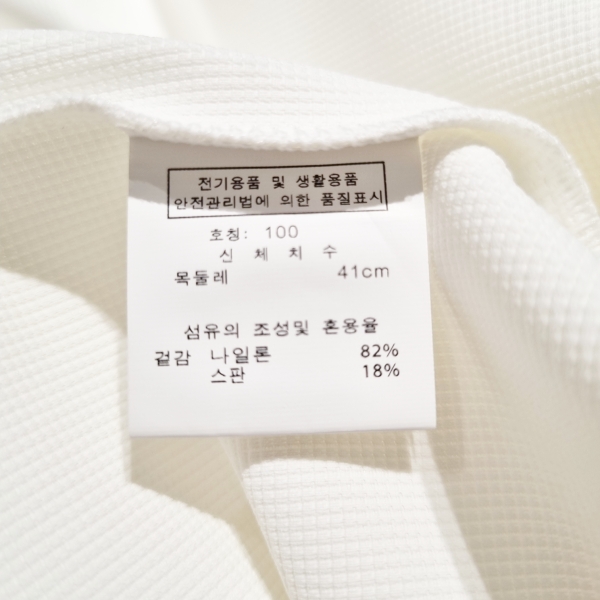 전기용품 및 생활용품
안전관리법에 의한 품질표시
호칭: 100
신 체 치 수
목둘레 41cm
섬유의 조성및 혼용율
겉감 나일론 82%
스판 18%